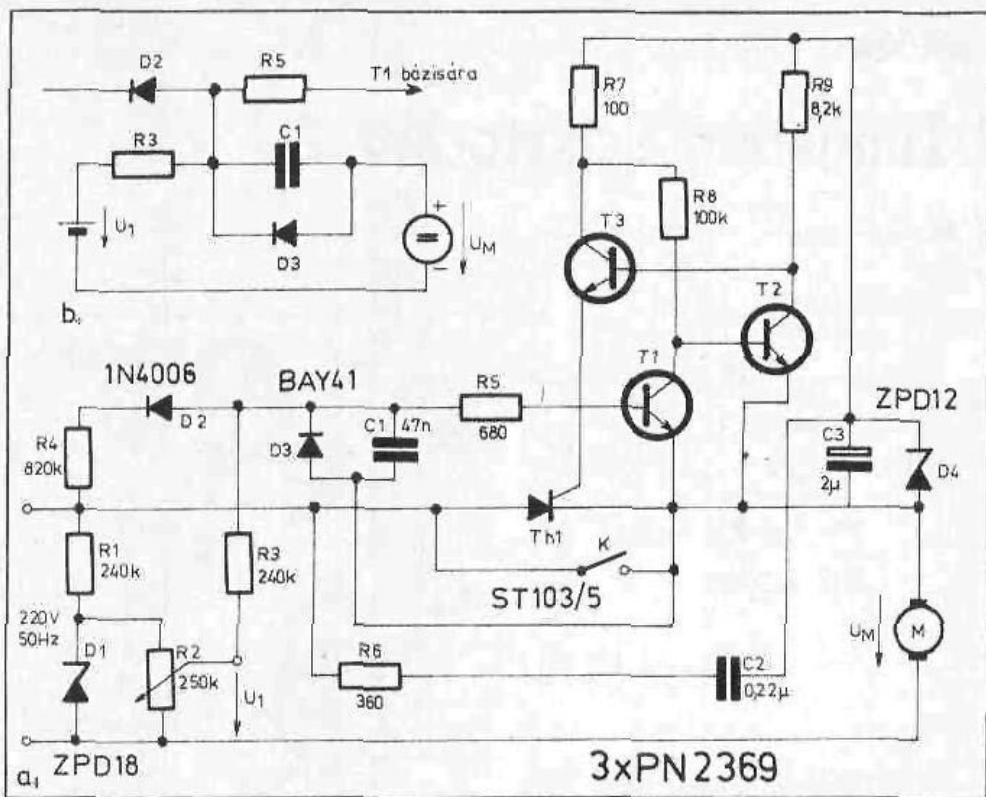 D2
R5
T1 bázisára
R3
C1
D3
U1
+
−
UM
b.
R7
100
R9
8,2k
R8
100k
T3
T2
T1
1N4006
BAY41
D2
D3
C1
47n
R5
680
ZPD12
C3
2µ
D4
R4
820k
Th1
K
ST103/5
R1
240k
R3
240k
220V
50Hz
D1
R2
250k
U1
R6
360
C2
0,22µ
UM
M
a.
ZPD18
3xPN2369